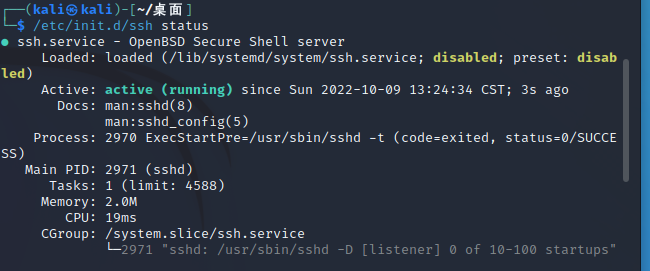 ┌──(kali㉿kali)-[~/桌面]
└─$ /etc/init.d/ssh status
● ssh.service - OpenBSD Secure Shell server
     Loaded: loaded (/lib/systemd/system/ssh.service; disabled; preset: disab
led)
     Active: active (running) since Sun 2022-10-09 13:24:34 CST; 3s ago
       Docs: man:sshd(8)
             man:sshd_config(5)
    Process: 2970 ExecStartPre=/usr/sbin/sshd -t (code=exited, status=0/SUCCE
SS)
   Main PID: 2971 (sshd)
      Tasks: 1 (limit: 4588)
     Memory: 2.0M
        CPU: 19ms
     CGroup: /system.slice/ssh.service
             └─2971 "sshd: /usr/sbin/sshd -D [listener] 0 of 10-100 startups"